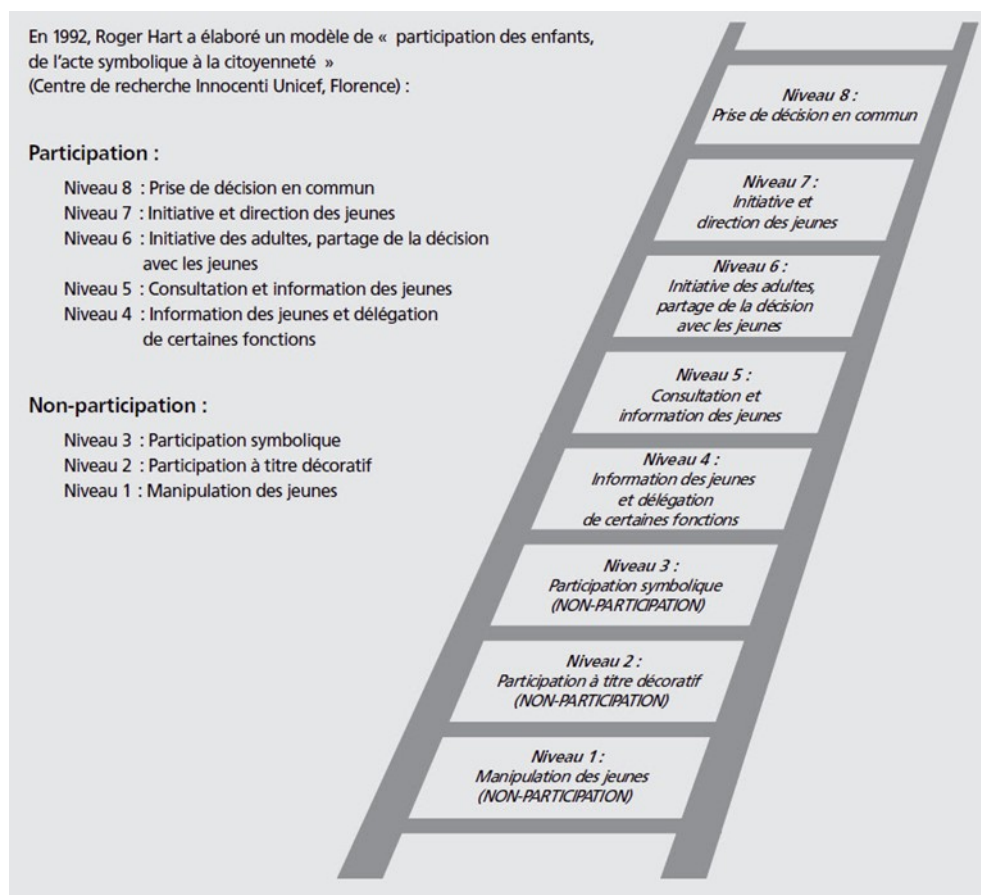 En 1992, Roger Hart a élaboré un modèle de « participation des enfants,
de l'acte symbolique à la citoyenneté »
(Centre de recherche Innocenti Unicef, Florence) :
Participation :
Niveau 8 : Prise de décision en commun
Niveau 7 : Initiative et direction des jeunes
Niveau 6 : Initiative des adultes, partage de la décision
avec les jeunes
Niveau 5 : Consultation et information des jeunes
Niveau 4 : Information des jeunes et délégation
de certaines fonctions
Non-participation :
Niveau 3 : Participation symbolique
Niveau 2 : Participation à titre décoratif
Niveau 1 : Manipulation des jeunes
Niveau 8 :
Prise de décision en commun
Niveau 7 :
Initiative et
direction des jeunes
Niveau 6 :
Initiative des adultes,
partage de la décision
avec les jeunes
Niveau 5 :
Consultation et
information des jeunes
Niveau 4 :
Information des jeunes
et délégation
de certaines fonctions
Niveau 3 :
Participation symbolique
(NON-PARTICIPATION)
Niveau 2 :
Participation à titre décoratif
(NON-PARTICIPATION)
Niveau 1 :
Manipulation des jeunes
(NON-PARTICIPATION)